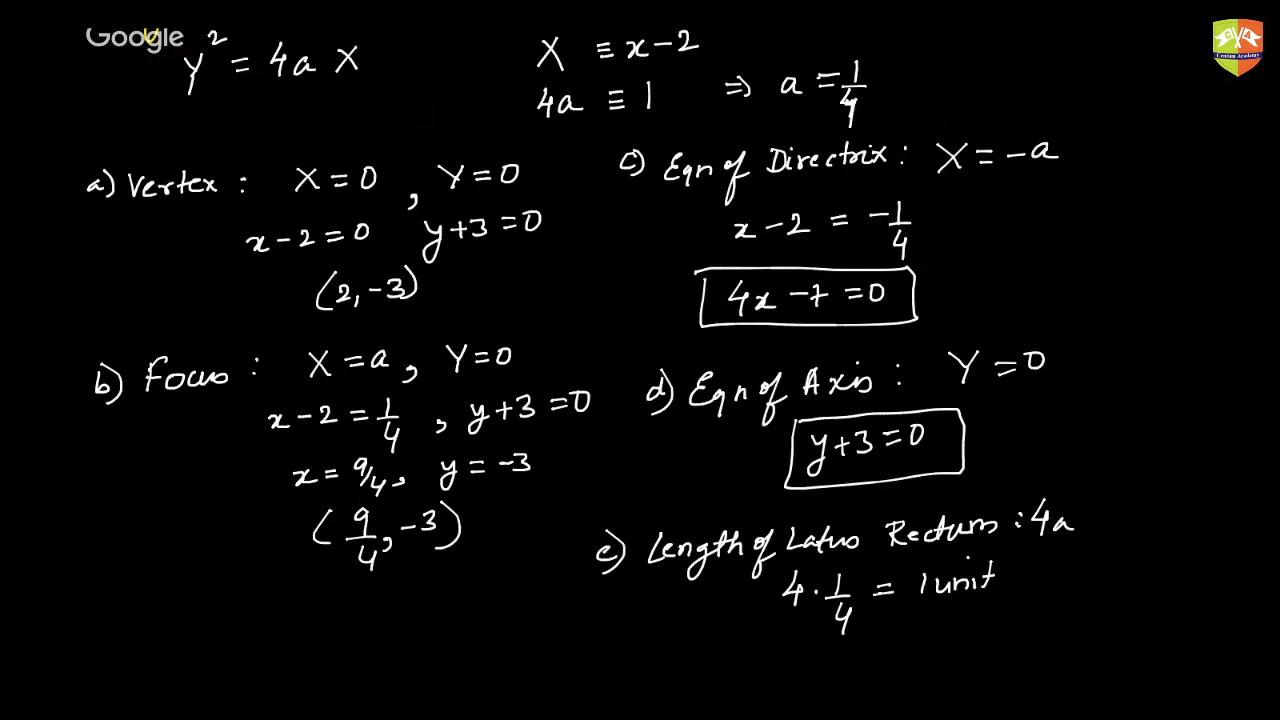 Google
Y² = 4a X
X ≡ x-2
4a ≡ 1 ⇒ a = 1/4
a) Vertex : X = 0 , Y = 0
x-2 = 0 y+3 = 0
(2, -3)
b) Focus : X = a , Y = 0
x-2 = 1/4 , y+3 = 0
x = 9/4 , y = -3
(9/4, -3)
c) Eqn of Directrix : X = -a
x-2 = -1/4
4x -7 = 0
d) Eqn of Axis : Y = 0
y+3 = 0
e) Length of Latus Rectum : 4a
4 · 1/4 = 1 unit
Centum Academy